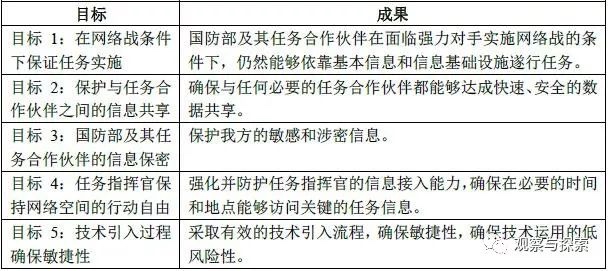 目标 成果
目标 1：在网络战条件 国防部及其任务合作伙伴在面临强力对手实施网络战的条
下保证任务实施 件下，仍然能够依靠基本信息和信息基础设施遂行任务。
目标 2：保护与任务合 确保与任何必要的任务合作伙伴都能够达成快速、安全的数
作伙伴之间的信息共享 据共享。
目标 3：国防部及其任 保护我方的敏感和涉密信息。
务合作伙伴的信息保密
目标 4：任务指挥官保 强化并防护任务指挥官的信息接入能力，确保在必要的时间
持网络空间的行动自由 和地点能够访问关键的任务信息。
目标 5：技术引入过程 采取有效的技术引入流程，确保敏捷性，确保技术运用的低
确保敏捷性 风险性。
观察与探索